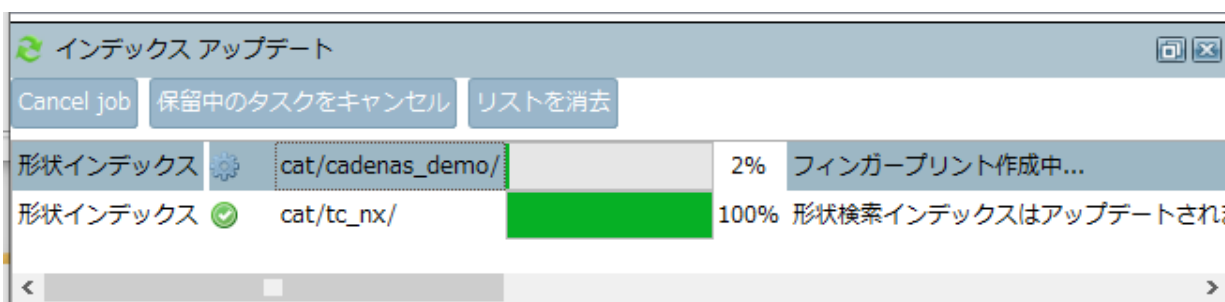 インデックス アップデート
Cancel job 保留中のタスクをキャンセル リストを消去
形状インデックス cat/cadenas_demo/ 2% フィンガープリント作成中...
形状インデックス cat/tc_nx/ 100% 形状検索インデックスはアップデートされ